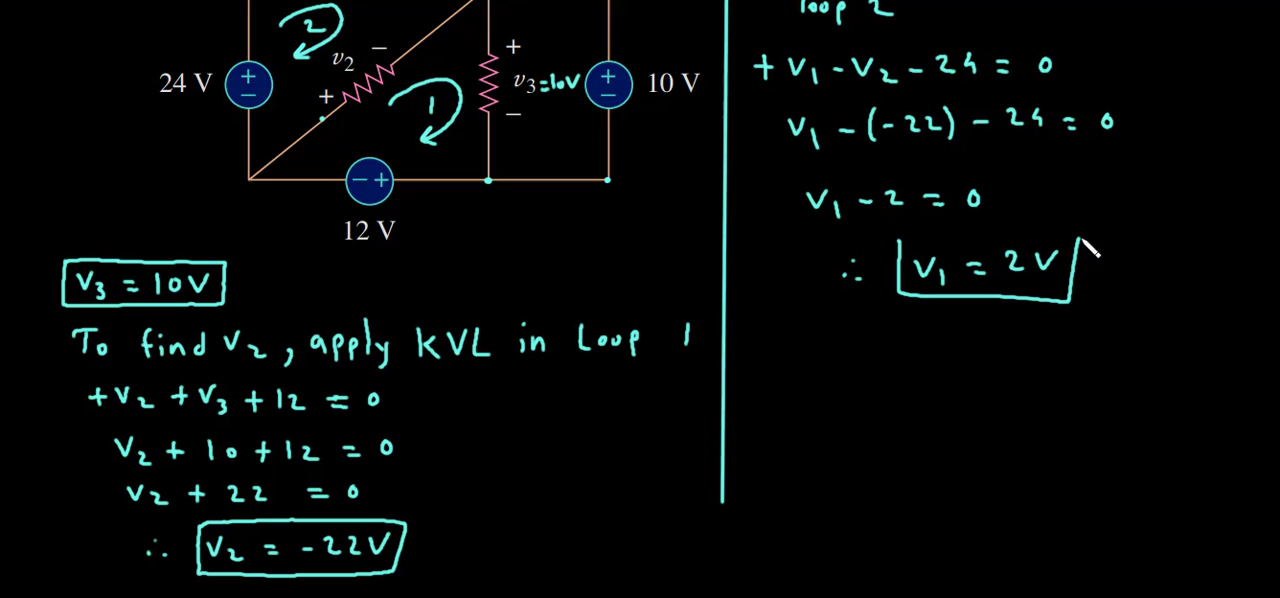 2
24 V
+
−
v2
−
+
1
+
v3=10V
−
+
−
10 V
− +
12 V
V3 = 10V
To find V2, apply KVL in Loop 1
+V2 + V3 + 12 = 0
V2 + 10 + 12 = 0
V2 + 22 = 0
∴ V2 = -22V
loop 2
+ V1 - V2 - 24 = 0
V1 - (-22) - 24 = 0
V1 - 2 = 0
∴ V1 = 2V